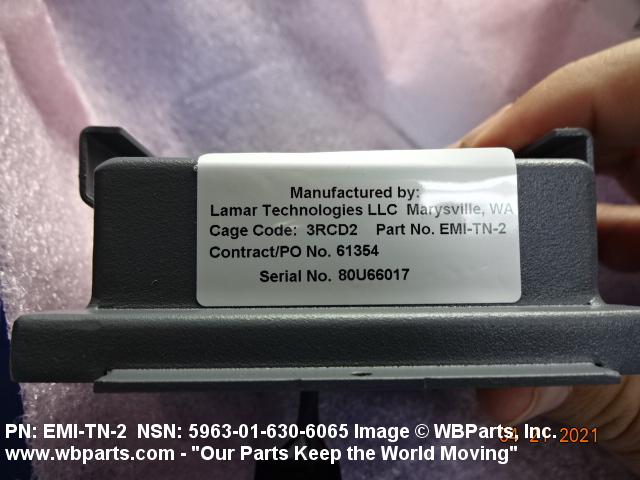 Manufactured by:
Lamar Technologies LLC Marysville, WA
Cage Code: 3RCD2 Part No. EMI-TN-2
Contract/PO No. 61354
Serial No. 80U66017
PN: EMI-TN-2 NSN: 5963-01-630-6065 Image © WBParts, Inc.
21 2021
www.wbparts.com - "Our Parts Keep the World Moving"